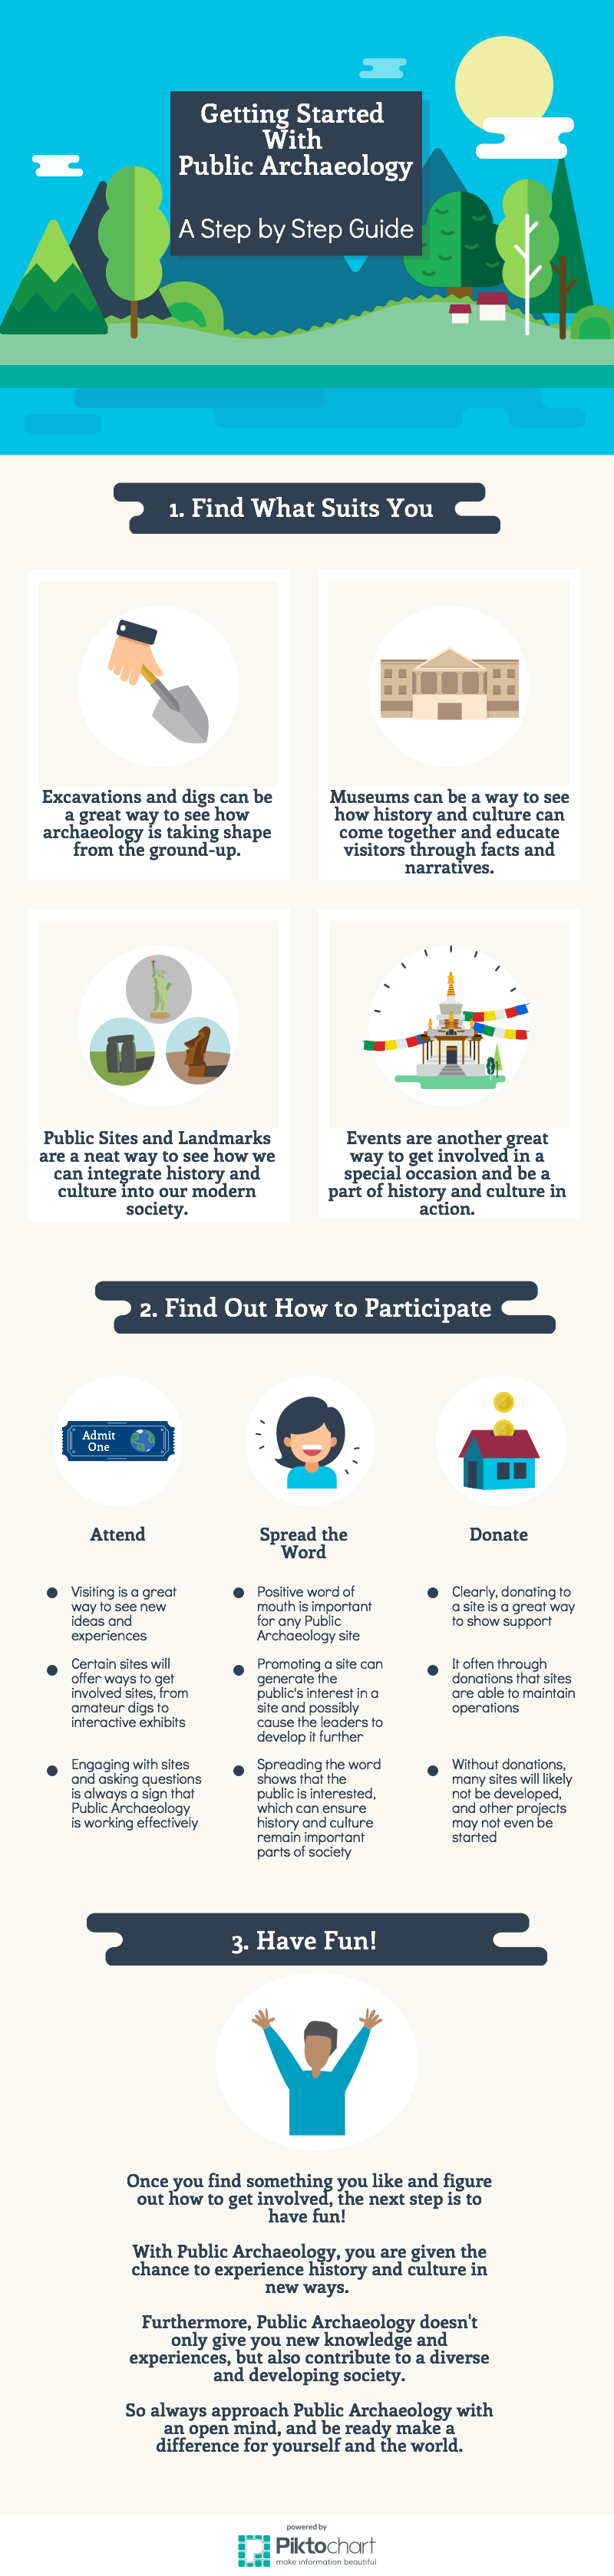 Getting Started
With
Public Archaeology
A Step by Step Guide
1. Find What Suits You
Excavations and digs can be
a great way to see how
archaeology is taking shape
from the ground-up.
Museums can be a way to see
how history and culture can
come together and educate
visitors through facts and
narratives.
Public Sites and Landmarks
are a neat way to see how we
can integrate history and
culture into our modern
society.
Events are another great
way to get involved in a
special occasion and be a
part of history and culture in
action.
2. Find Out How to Participate
Admit
One
Attend
Visiting is a great
way to see new
ideas and
experiences
Certain sites will
offer ways to get
involved sites, from
amateur digs to
interactive exhibits
Engaging with sites
and asking questions
is always a sign that
Public Archaeology
is working effectively
Spread the
Word
Positive word of
mouth is important
for any Public
Archaeology site
Promoting a site can
generate the
public's interest in a
site and possibly
cause the leaders to
develop it further
Spreading the word
shows that the
public is interested,
which can ensure
history and culture
remain important
parts of society
Donate
Clearly, donating to
a site is a great way
to show support
It often through
donations that sites
are able to maintain
operations
Without donations,
many sites will likely
not be developed,
and other projects
may not even be
started
3. Have Fun!
Once you find something you like and figure
out how to get involved, the next step is to
have fun!
With Public Archaeology, you are given the
chance to experience history and culture in
new ways.
Furthermore, Public Archaeology doesn't
only give you new knowledge and
experiences, but also contribute to a diverse
and developing society.
So always approach Public Archaeology with
an open mind, and be ready make a
difference for yourself and the world.
powered by
Piktochart
make information beautiful